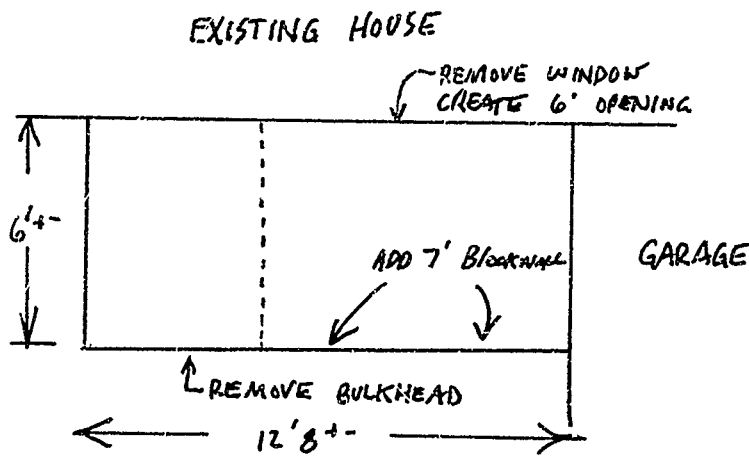 EXISTING HOUSE
REMOVE WINDOW
CREATE 6' OPENING
6'+-
ADD 7' BLOCKWALL
GARAGE
REMOVE BULKHEAD
12'8"+-